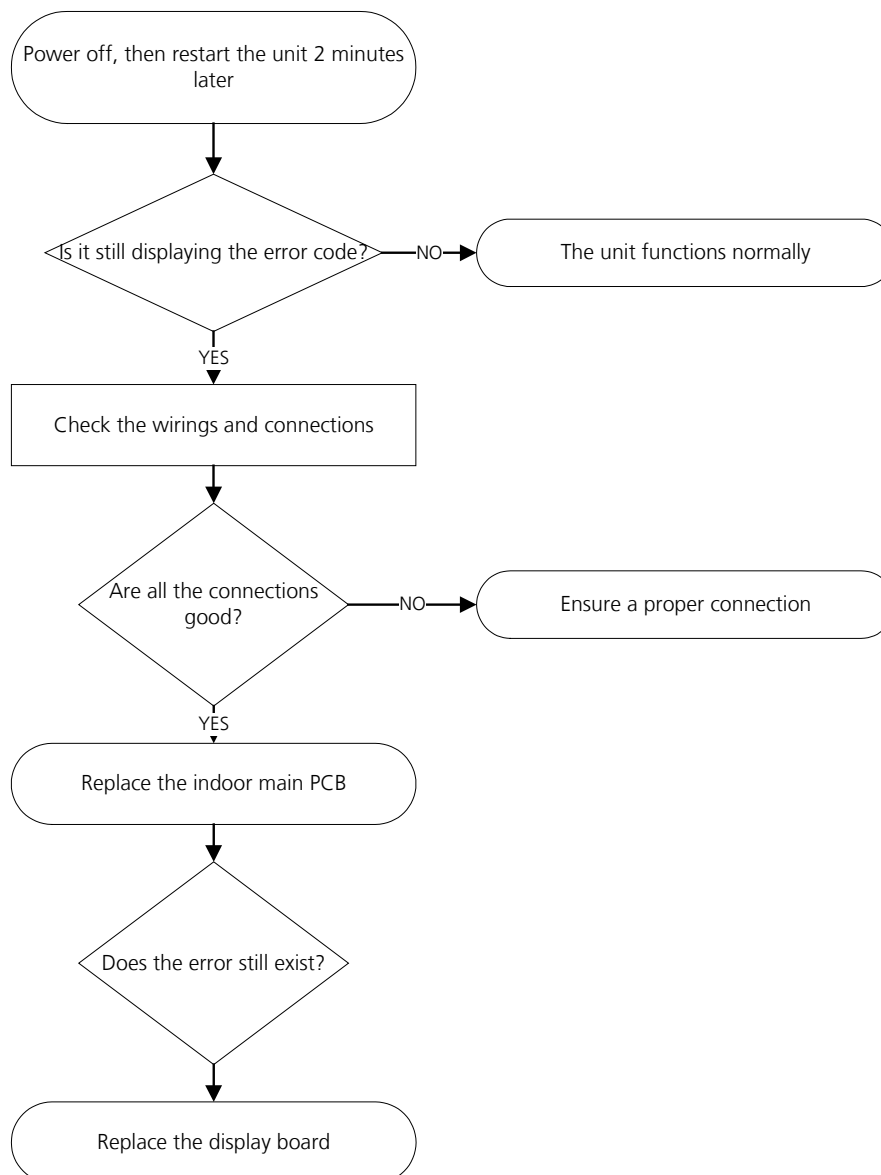 Power off, then restart the unit 2 minutes
later
Is it still displaying the error code?
NO
The unit functions normally
YES
Check the wirings and connections
Are all the connections
good?
NO
Ensure a proper connection
YES
Replace the indoor main PCB
Does the error still exist?
Replace the display board